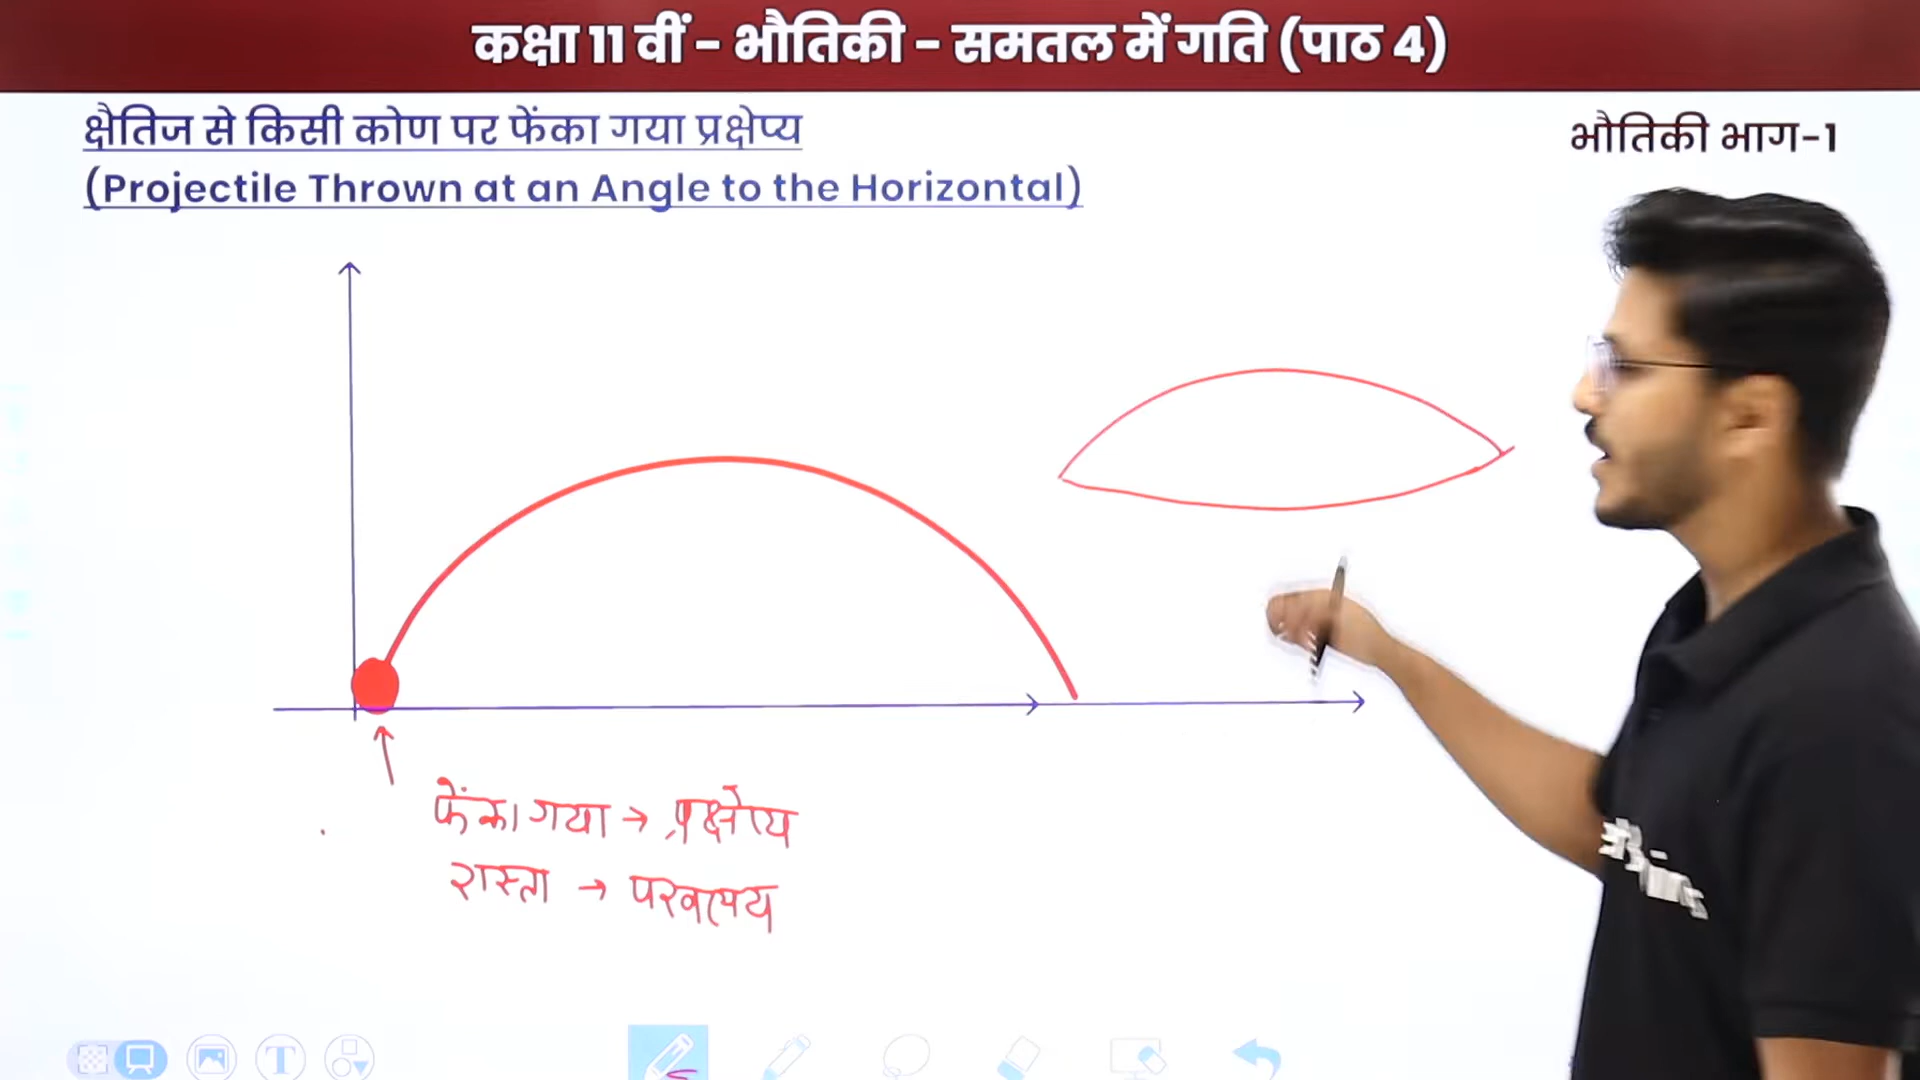 कक्षा 11 वीं - भौतिकी - समतल में गति (पाठ 4)
क्षैतिज से किसी कोण पर फेंका गया प्रक्षेप्य
(Projectile Thrown at an Angle to the Horizontal)
भौतिकी भाग-1
फेंका गया → प्रक्षेप्य
रास्ता → परवलय
T